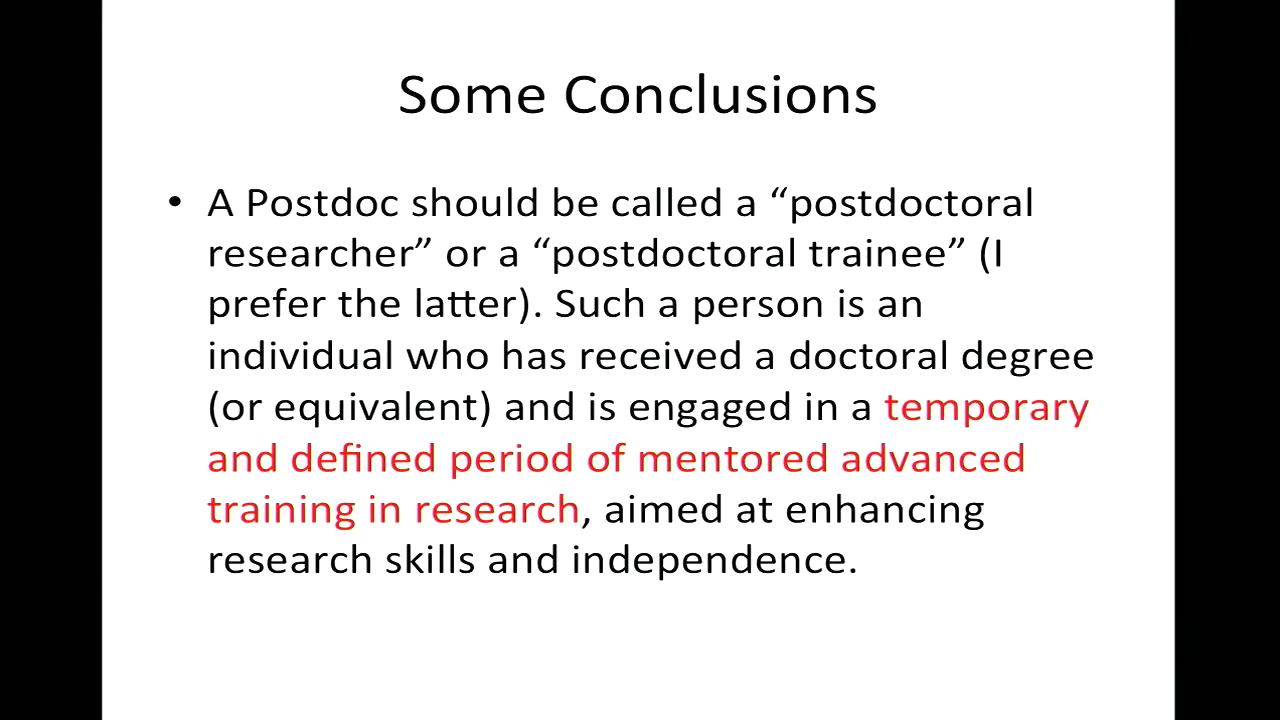 Some Conclusions
• A Postdoc should be called a “postdoctoral
researcher” or a “postdoctoral trainee” (I
prefer the latter). Such a person is an
individual who has received a doctoral degree
(or equivalent) and is engaged in a temporary
and defined period of mentored advanced
training in research, aimed at enhancing
research skills and independence.